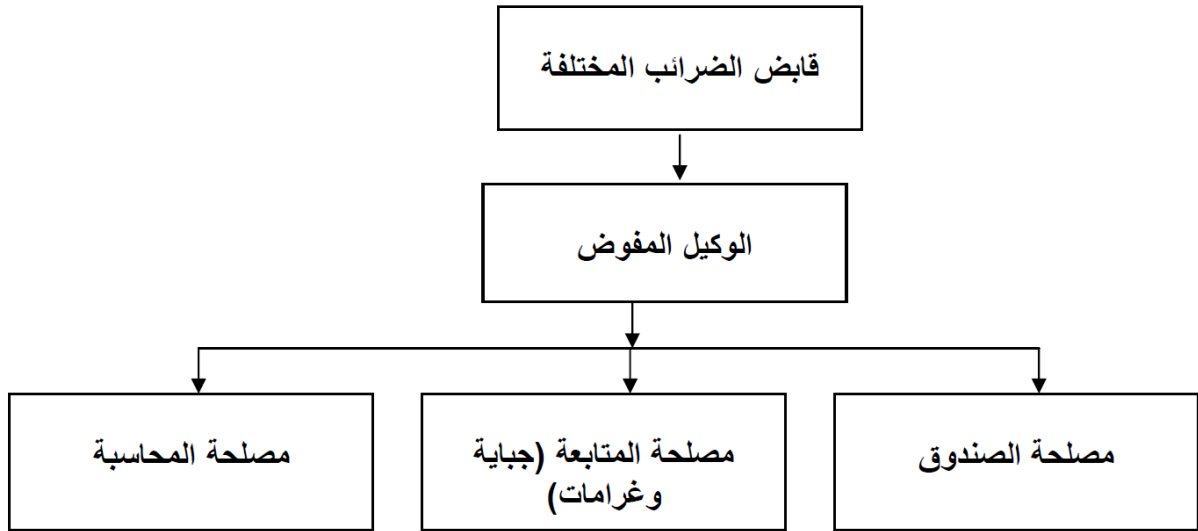 قابض الضرائب المختلفة
الوكيل المفوض
مصلحة الصندوق
مصلحة المتابعة (جباية
وغرامات)
مصلحة المحاسبة